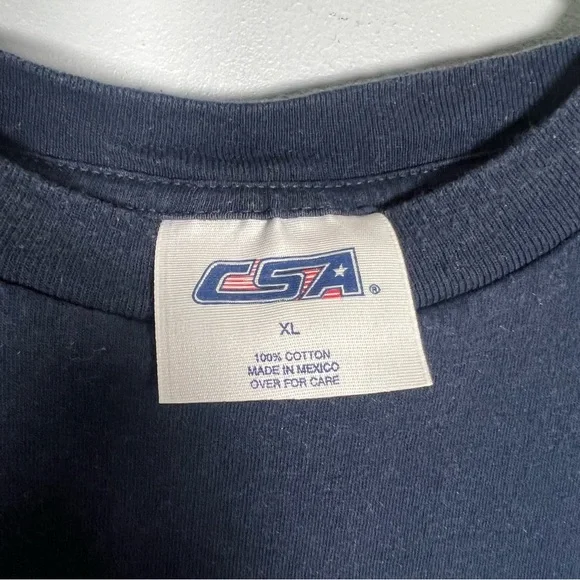 CSA®
XL
100% COTTON
MADE IN MEXICO
OVER FOR CARE